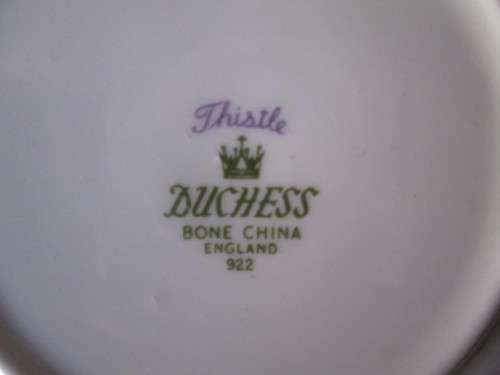 Thistle
DUCHESS
BONE CHINA
ENGLAND
922